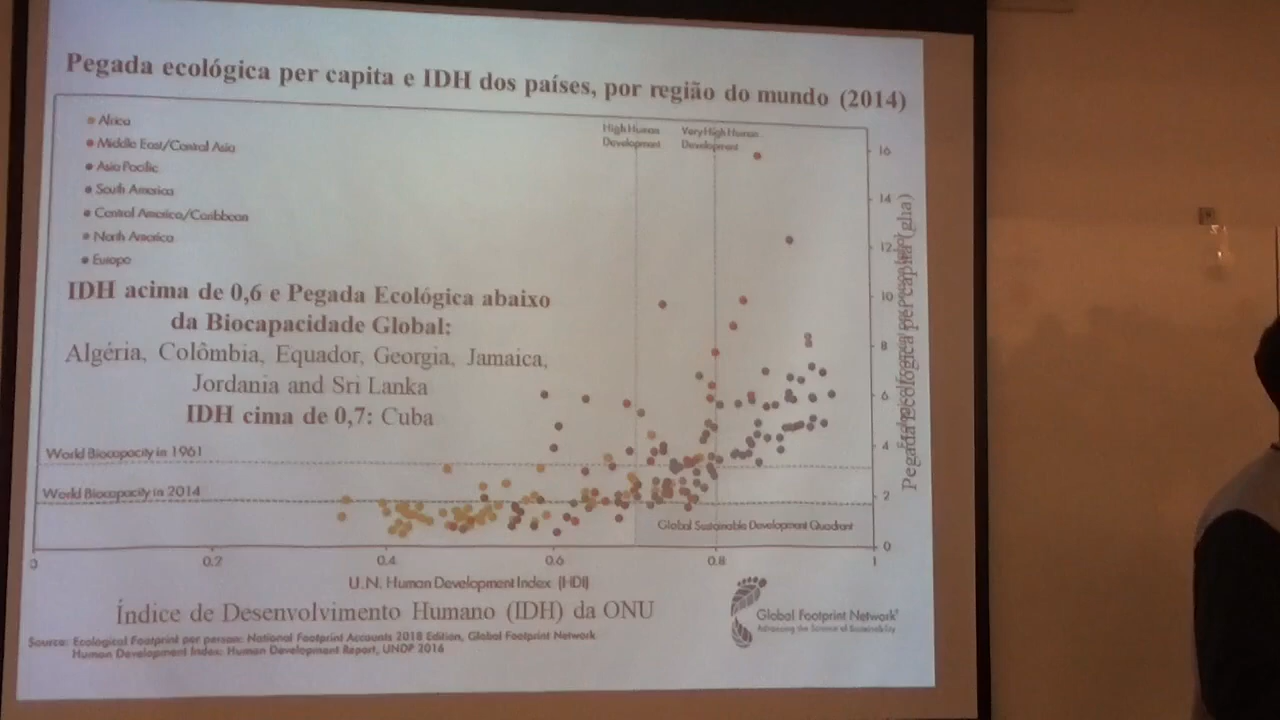 Pegada ecológica per capita e IDH dos países, por região do mundo (2014)
Africa
Middle East/Central Asia
Asia Pacific
South America
Central America/Caribbean
North America
Europe
High Human
Development
Very High Human
Development
IDH acima de 0,6 e Pegada Ecológica abaixo
da Biocapacidade Global:
Algéria, Colômbia, Equador, Georgia, Jamaica,
Jordania and Sri Lanka
IDH cima de 0,7: Cuba
World Biocapacity in 1961
World Biocapacity in 2014
Global Sustainable Development Quadrant
16
14
12
10
8
6
4
2
0
Pegada Ecológica per capita (gha)
0
0.2
0.4
0.6
0.8
1
U.N. Human Development Index (HDI)
Índice de Desenvolvimento Humano (IDH) da ONU
Global Footprint Network
Advancing the Science of Sustainability
Source: Ecological Footprint per person: National Footprint Accounts 2018 Edition, Global Footprint Network
Human Development Index: Human Development Report, UNDP 2016